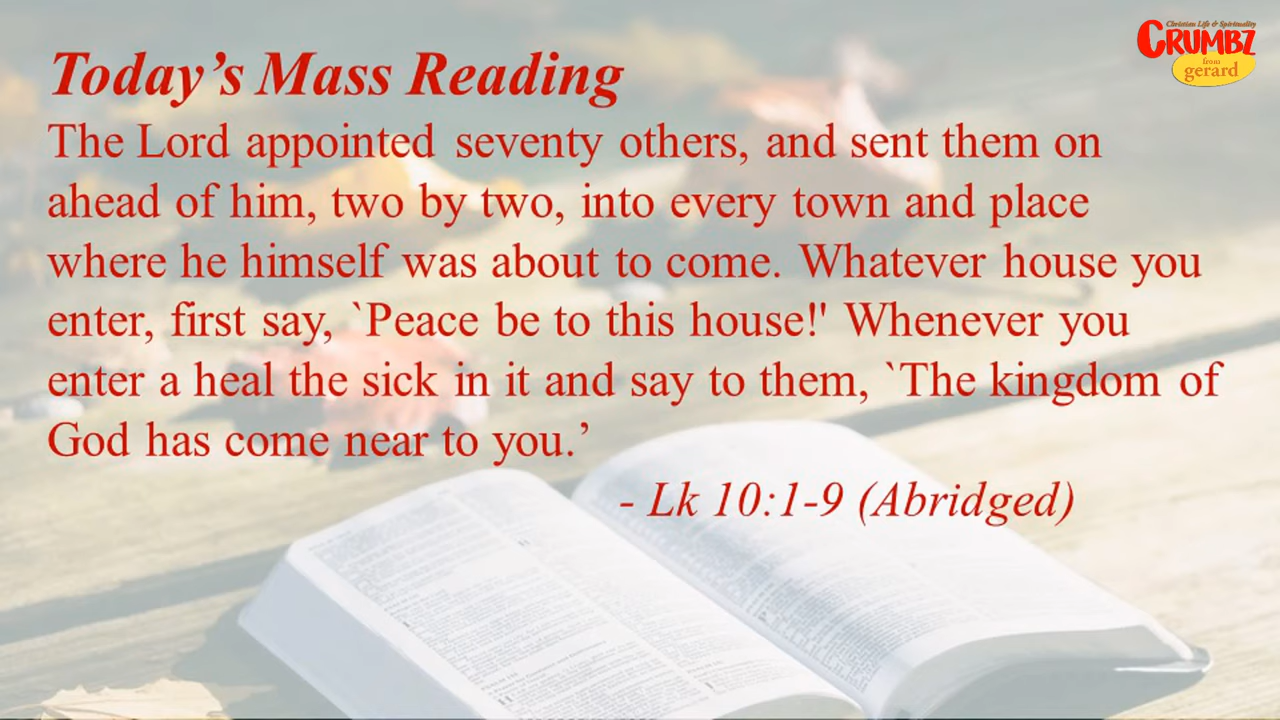 Christian Life & Spirituality
CRUMBZ
from
gerard
Today’s Mass Reading
The Lord appointed seventy others, and sent them on
ahead of him, two by two, into every town and place
where he himself was about to come. Whatever house you
enter, first say, `Peace be to this house!' Whenever you
enter a heal the sick in it and say to them, `The kingdom of
God has come near to you.’
- Lk 10:1-9 (Abridged)